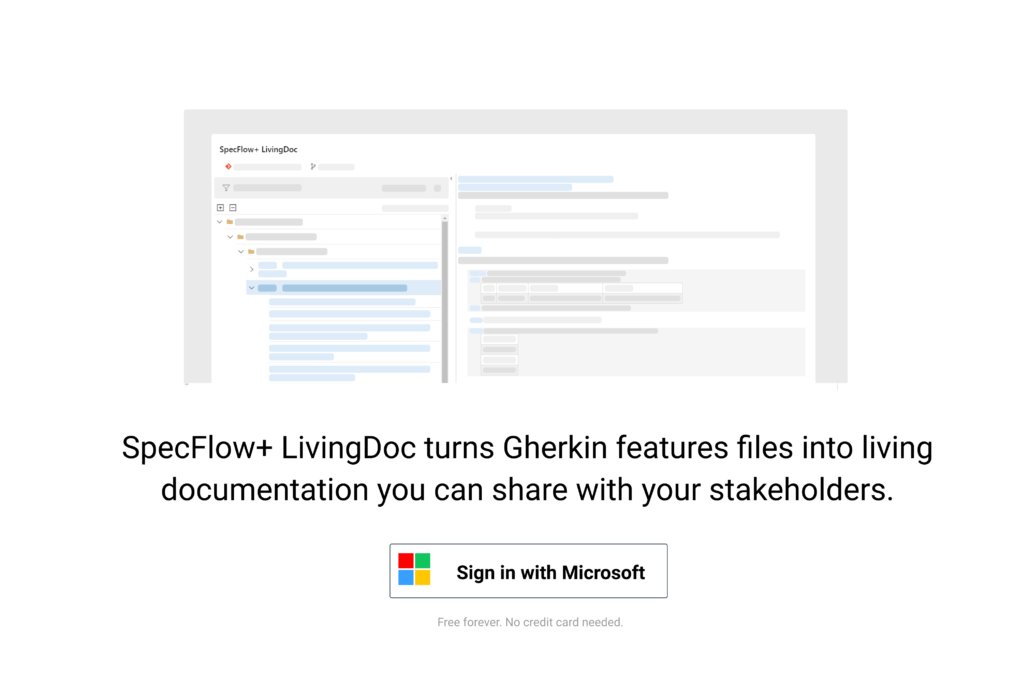 SpecFlow+ LivingDoc
SpecFlow+ LivingDoc turns Gherkin features files into living
documentation you can share with your stakeholders.
Sign in with Microsoft
Free forever. No credit card needed.